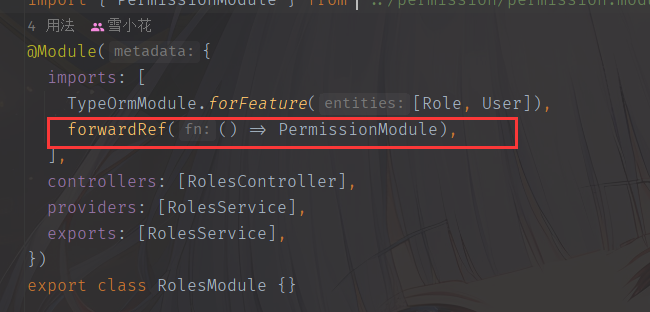 import { PermissionModule } from '../permission/permission.modu
4 用法 雪小花
@Module( metadata: {
imports: [
TypeOrmModule.forFeature( entities: [Role, User]),
forwardRef( fn: () => PermissionModule),
],
controllers: [RolesController],
providers: [RolesService],
exports: [RolesService],
})
export class RolesModule {}